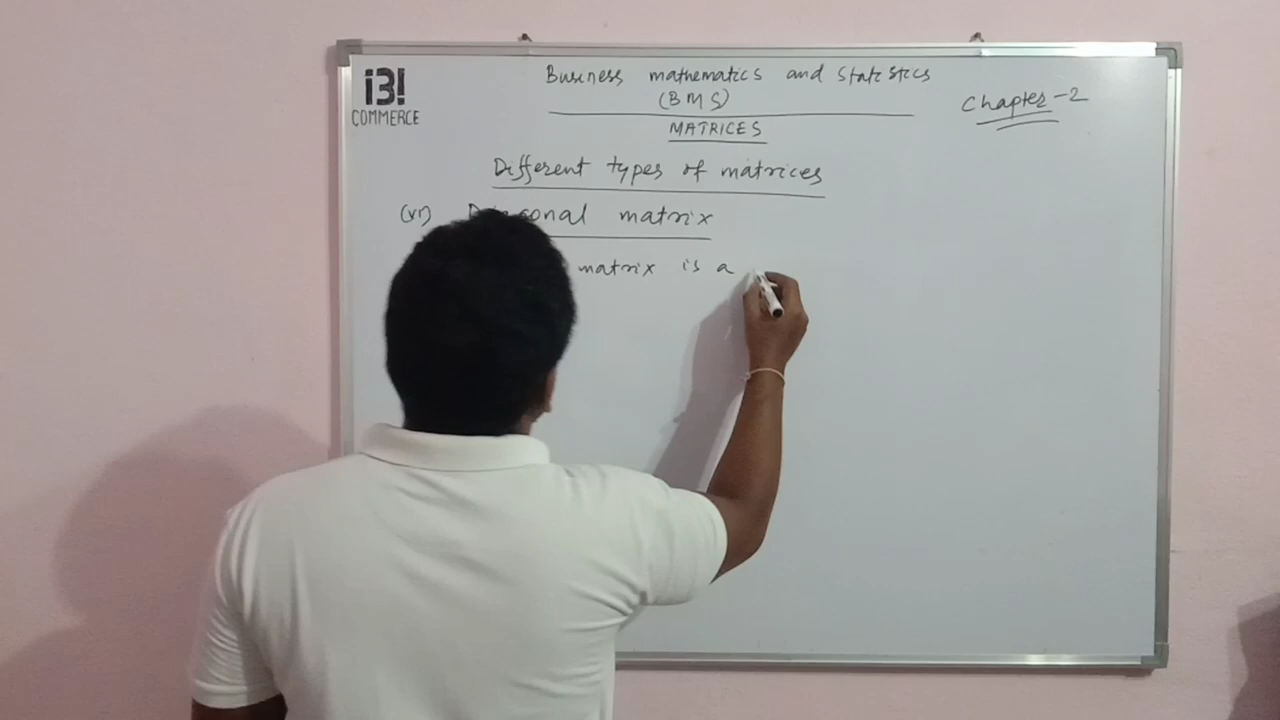 i3!
COMMERCE
Business mathematics and statistics
(BMS)
Chapter-2
MATRICES
Different types of matrices
(vi) Diagonal matrix
matrix is a